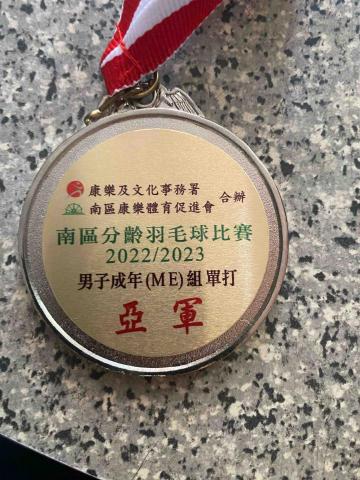 康樂及文化事務署
南區康樂體育促進會 合辦
南區分齡羽毛球比賽
2022/2023
男子成年(ME)組單打
亞軍